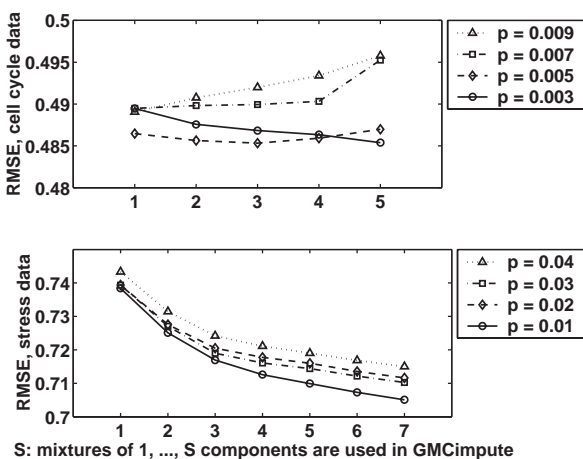 0.5
0.495
0.49
0.485
0.48
RMSE, cell cycle data
1 2 3 4 5
p = 0.009
p = 0.007
p = 0.005
p = 0.003
0.74
0.73
0.72
0.71
0.7
RMSE, stress data
1 2 3 4 5 6 7
p = 0.04
p = 0.03
p = 0.02
p = 0.01
S: mixtures of 1, ..., S components are used in GMCimpute